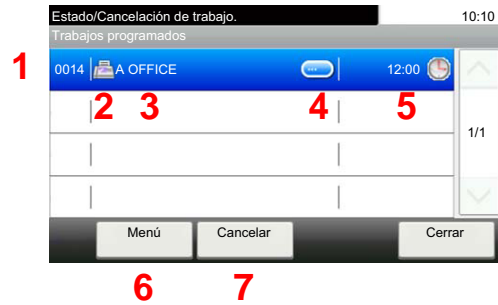 Estado/Cancelación de trabajo. 10:10
Trabajos programados
1 0014 A OFFICE 12:00
2 3 4 5
1/1
Menú Cancelar Cerrar
6 7